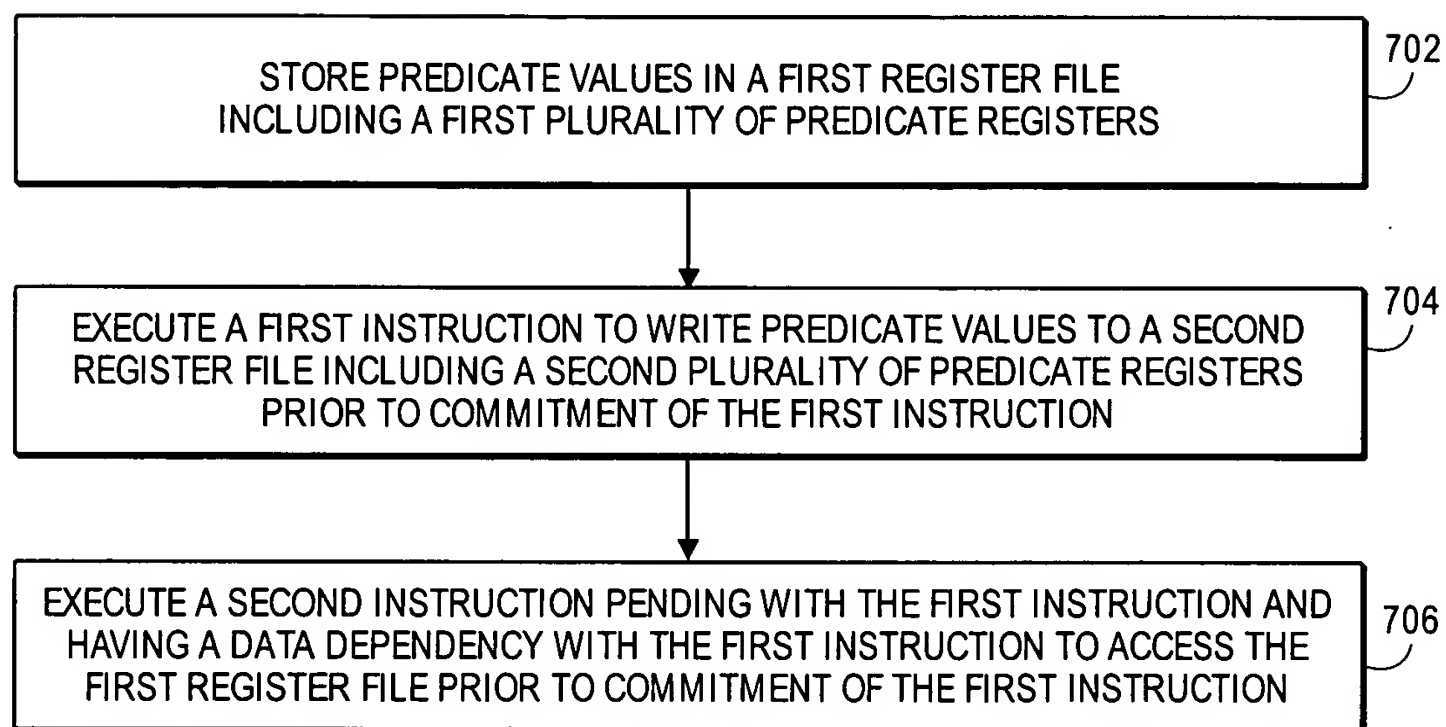 STORE PREDICATE VALUES IN A FIRST REGISTER FILE
INCLUDING A FIRST PLURALITY OF PREDICATE REGISTERS
702
EXECUTE A FIRST INSTRUCTION TO WRITE PREDICATE VALUES TO A SECOND
REGISTER FILE INCLUDING A SECOND PLURALITY OF PREDICATE REGISTERS
PRIOR TO COMMITMENT OF THE FIRST INSTRUCTION
704
EXECUTE A SECOND INSTRUCTION PENDING WITH THE FIRST INSTRUCTION AND
HAVING A DATA DEPENDENCY WITH THE FIRST INSTRUCTION TO ACCESS THE
FIRST REGISTER FILE PRIOR TO COMMITMENT OF THE FIRST INSTRUCTION
706